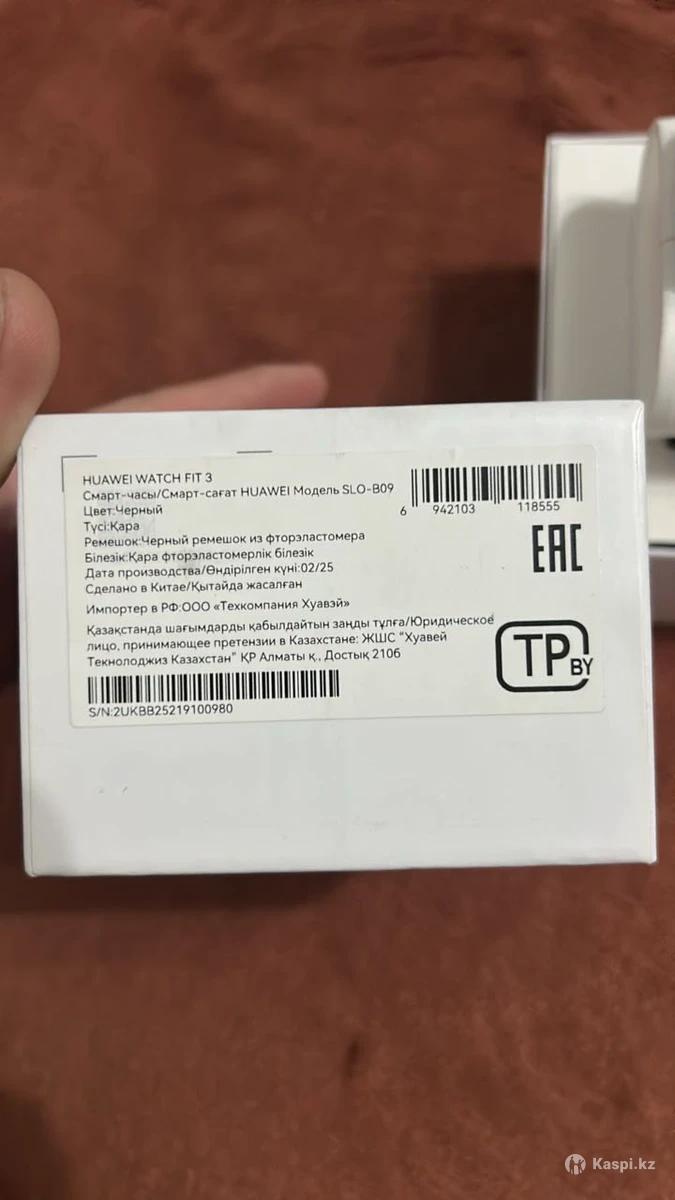 HUAWEI WATCH FIT 3
Смарт-часы/Смарт-сағат HUAWEI Модель SLO-B09
Цвет:Черный
Түсі:Қара
Ремешок:Черный ремешок из фторэластомера
Білезік:Қара фторэластомерлік білезік
Дата производства/Өндірілген күні:02/25
Сделано в Китае/Қытайда жасалған
Импортер в РФ:ООО «Техкомпания Хуавэй»
Қазақстанда шағымдарды қабылдайтын заңды тұлға/Юридическое
лицо, принимающее претензии в Казахстане: ЖШС "Хуавей
Текнолоджиз Казахстан" ҚР Алматы қ., Достық 210б
S/N:2UKBB25219100980
6 942103 118555
EAC
TP BY
Kaspi.kz